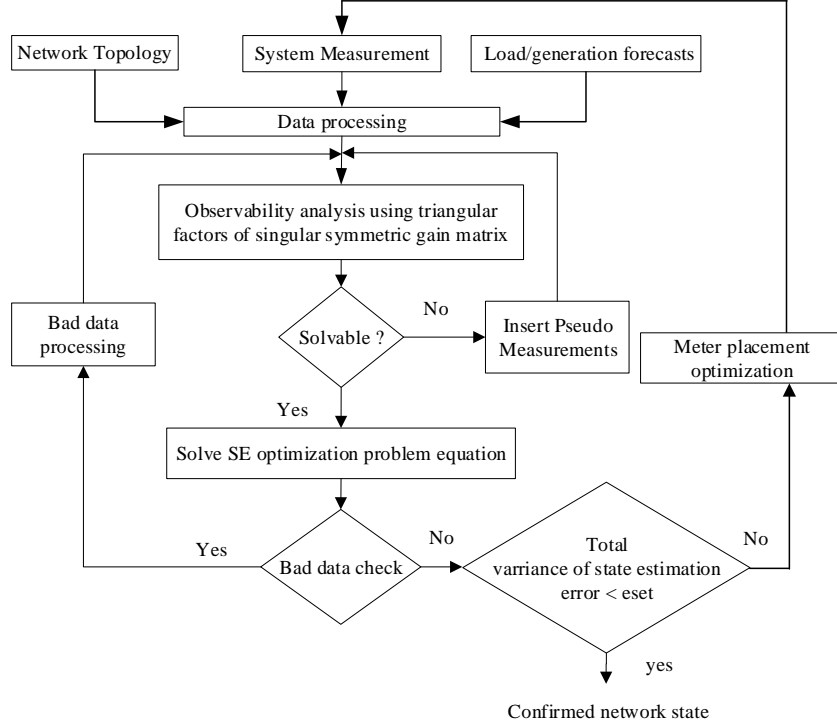 Network Topology
System Measurement
Load/generation forecasts
Data processing
Observability analysis using triangular
factors of singular symmetric gain matrix
Bad data
processing
Solvable ?
No
Insert Pseudo
Measurements
Meter placement
optimization
Yes
Solve SE optimization problem equation
Yes
Bad data check
No
Total
varriance of state estimation
error < eset
No
yes
Confirmed network state